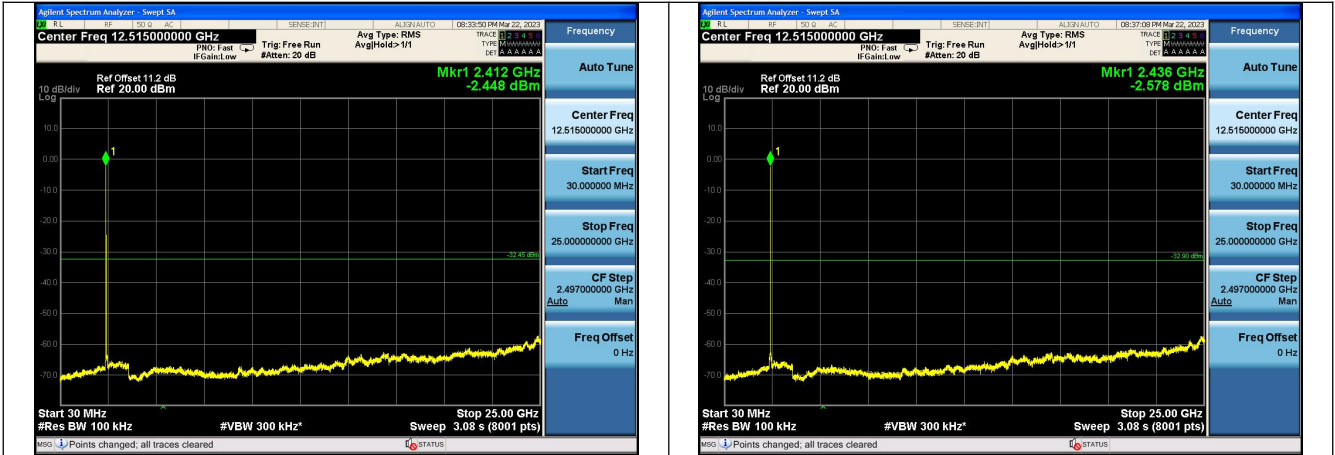 Agilent Spectrum Analyzer - Swept SA
LXI RL RF 50 Ω AC SENSE:INT ALIGN AUTO 08:33:50 PM Mar 22, 2023
Center Freq 12.515000000 GHz
PNO: Fast
IFGain:Low
Trig: Free Run
#Atten: 20 dB
Avg Type: RMS
Avg|Hold:>1/1
TRACE 1 2 3 4 5 6
TYPE M
DET A A A A A A
Mkr1 2.412 GHz
-2.448 dBm
Ref Offset 11.2 dB
10 dB/div Ref 20.00 dBm
Log
10.0
0.00
-10.0
-20.0
-30.0
-40.0
-50.0
-60.0
-70.0
1
-32.45 dBm
Start 30 MHz Stop 25.00 GHz
#Res BW 100 kHz #VBW 300 kHz* Sweep 3.08 s (8001 pts)
MSG Points changed; all traces cleared STATUS
Frequency
Auto Tune
Center Freq
12.515000000 GHz
Start Freq
30.000000 MHz
Stop Freq
25.000000000 GHz
CF Step
2.497000000 GHz
Auto Man
Freq Offset
0 Hz
Agilent Spectrum Analyzer - Swept SA
LXI RL RF 50 Ω AC SENSE:INT ALIGN AUTO 08:37:08 PM Mar 22, 2023
Center Freq 12.515000000 GHz
PNO: Fast
IFGain:Low
Trig: Free Run
#Atten: 20 dB
Avg Type: RMS
Avg|Hold:>1/1
TRACE 1 2 3 4 5 6
TYPE M
DET A A A A A A
Mkr1 2.436 GHz
-2.578 dBm
Ref Offset 11.2 dB
10 dB/div Ref 20.00 dBm
Log
10.0
0.00
-10.0
-20.0
-30.0
-40.0
-50.0
-60.0
-70.0
1
-32.90 dBm
Start 30 MHz Stop 25.00 GHz
#Res BW 100 kHz #VBW 300 kHz* Sweep 3.08 s (8001 pts)
MSG Points changed; all traces cleared STATUS
Frequency
Auto Tune
Center Freq
12.515000000 GHz
Start Freq
30.000000 MHz
Stop Freq
25.000000000 GHz
CF Step
2.497000000 GHz
Auto Man
Freq Offset
0 Hz